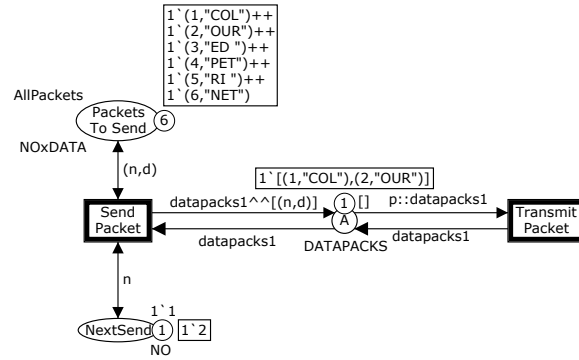 1`(1,"COL")++
1`(2,"OUR")++
1`(3,"ED ")++
1`(4,"PET")++
1`(5,"RI ")++
1`(6,"NET")
AllPackets
Packets
To Send
6
NOxDATA
(n,d)
1`[(1,"COL"),(2,"OUR")]
Send
Packet
datapacks1^^[(n,d)]
1
[]
p::datapacks1
Transmit
Packet
A
datapacks1
datapacks1
DATAPACKS
n
1`1
NextSend
1
1`2
NO